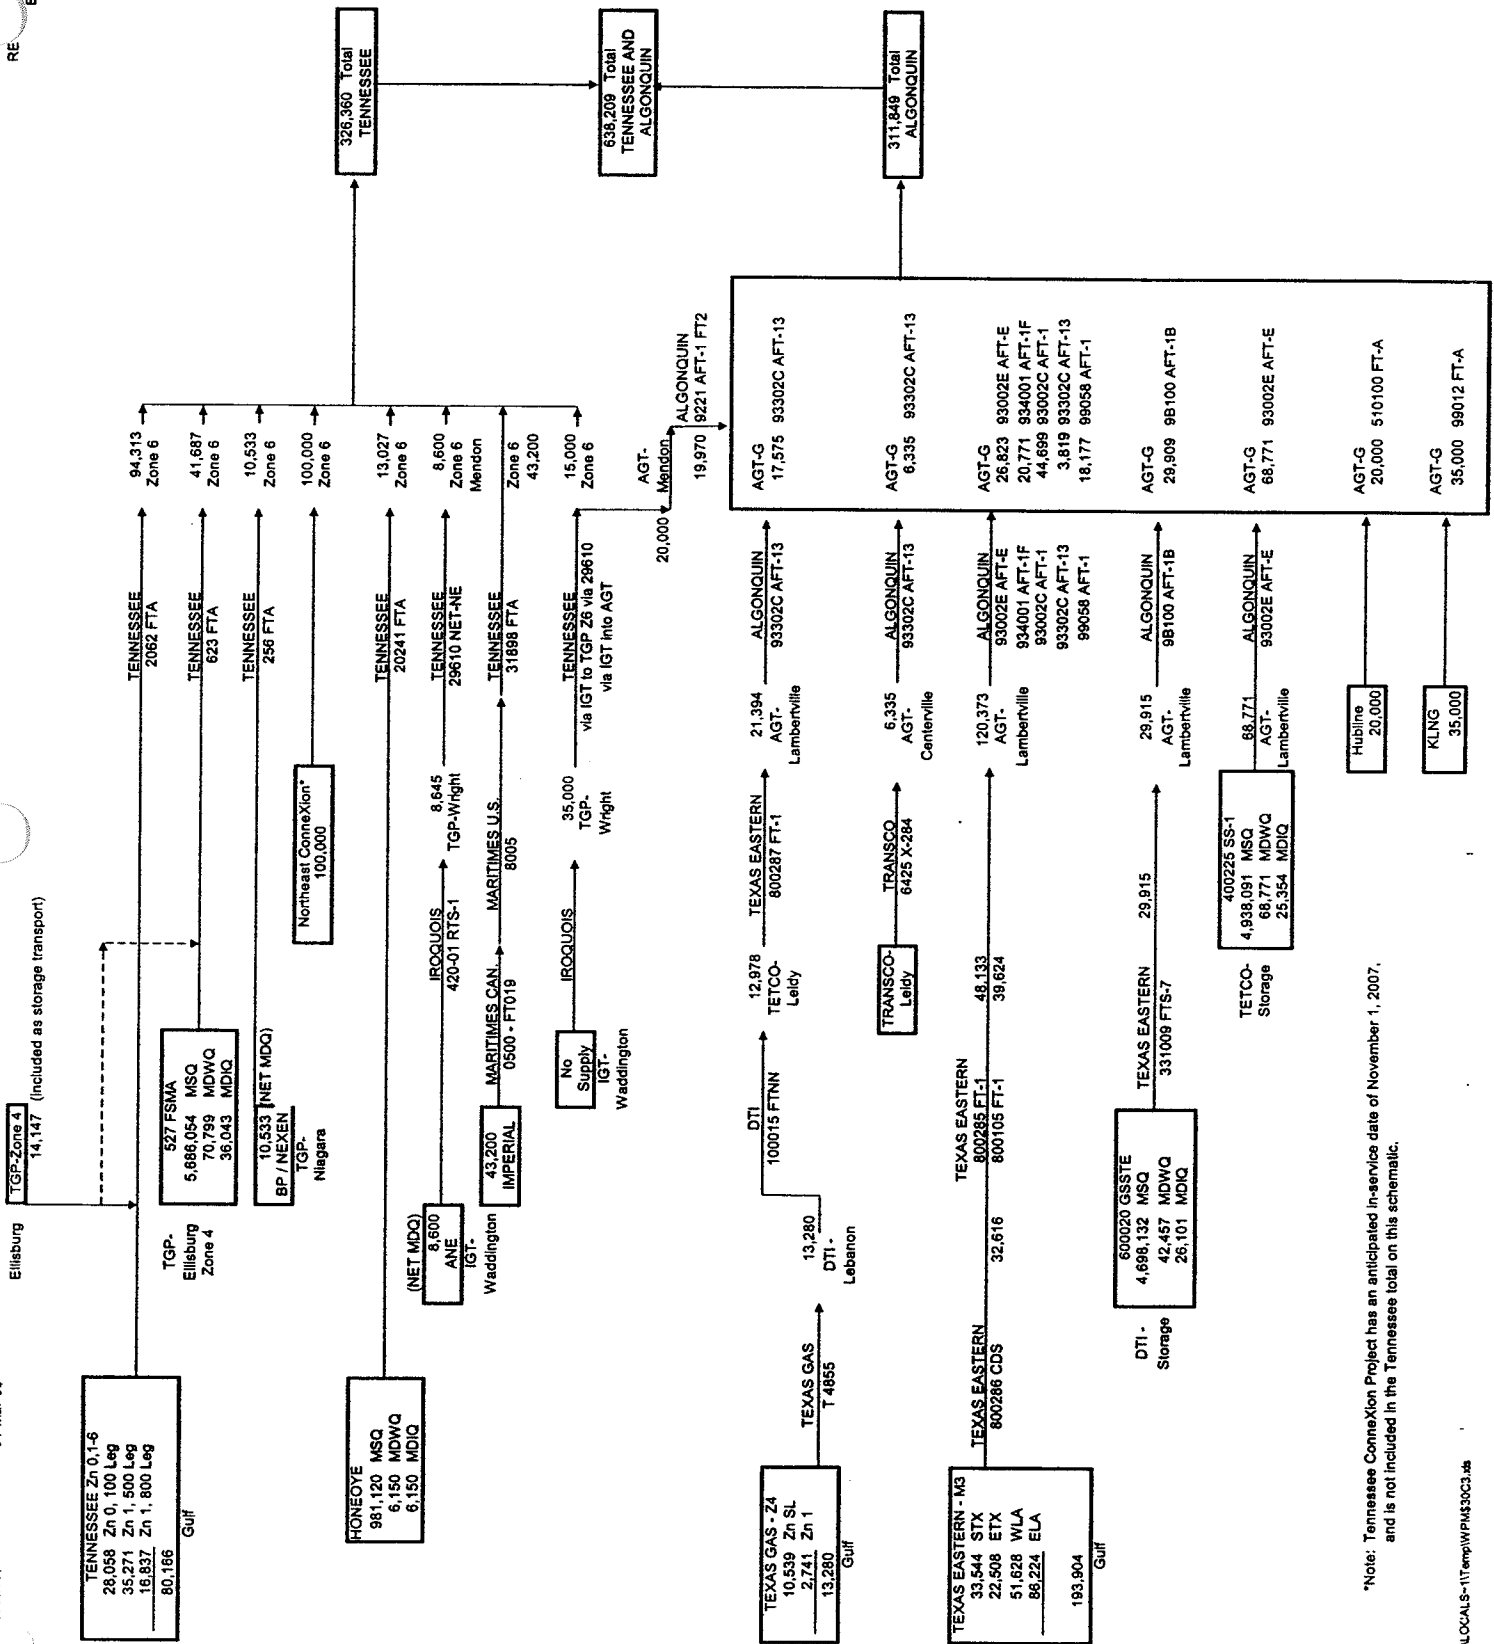 RE
Ellisburg
TGP-Zone 4
14,147 (included as storage transport)
TENNESSEE Zn 0,1-6
28,058 Zn 0, 100 Leg
35,271 Zn 1, 500 Leg
16,837 Zn 1, 800 Leg
80,166
Gulf
TENNESSEE
2062 FTA
94,313
Zone 6
TGP-
Ellisburg
Zone 4
527 FSMA
5,686,054 MSQ
70,799 MDWQ
36,043 MDIQ
TENNESSEE
623 FTA
41,687
Zone 6
10,533 (NET MDQ)
BP / NEXEN
TGP-
Niagara
TENNESSEE
256 FTA
10,533
Zone 6
Northeast ConneXion*
100,000
100,000
Zone 6
HONEOYE
981,120 MSQ
6,150 MDWQ
6,150 MDIQ
TENNESSEE
20241 FTA
13,027
Zone 6
(NET MDQ)
8,600
ANE
IGT-
Waddington
IROQUOIS
420-01 RTS-1
8,645
TGP-Wright
TENNESSEE
29610 NET-NE
8,600
Zone 6
Mendon
43,200
IMPERIAL
MARITIMES CAN.
0500 - FT019
MARITIMES U.S.
8005
TENNESSEE
31898 FTA
Zone 6
43,200
No
Supply
IGT-
Waddington
IROQUOIS
35,000
TGP-
Wright
TENNESSEE
via IGT to TGP Z6 via 29610
via IGT into AGT
15,000
Zone 6
20,000
AGT-
Mendon
ALGONQUIN
19,970 9221 AFT-1 FT2
326,360 Total
TENNESSEE
638,209 Total
TENNESSEE AND
ALGONQUIN
311,849 Total
ALGONQUIN
TEXAS GAS - Z4
10,539 Zn SL
2,741 Zn 1
13,280
Gulf
TEXAS GAS
T 4855
13,280
DTI -
Lebanon
DTI
100015 FTNN
12,978
TETCO-
Leidy
TEXAS EASTERN
800287 FT-1
21,394
AGT-
Lambertville
ALGONQUIN
93302C AFT-13
AGT-G
17,575 93302C AFT-13
TRANSCO-
Leidy
TRANSCO
6425 X-284
6,335
AGT-
Centerville
ALGONQUIN
93302C AFT-13
AGT-G
6,335 93302C AFT-13
TEXAS EASTERN - M3
33,544 STX
22,508 ETX
51,628 WLA
86,224 ELA
193,904
Gulf
TEXAS EASTERN
800286 CDS
32,616
TEXAS EASTERN
800285 FT-1
800105 FT-1
48,133
39,624
120,373
AGT-
Lambertville
ALGONQUIN
93002E AFT-E
934001 AFT-1F
93002C AFT-1
93302C AFT-13
99058 AFT-1
AGT-G
26,823 93002E AFT-E
20,771 934001 AFT-1F
44,699 93002C AFT-1
3,819 93302C AFT-13
18,177 99058 AFT-1
DTI -
Storage
600020 GSSTE
4,698,132 MSQ
42,457 MDWQ
26,101 MDIQ
TEXAS EASTERN
331009 FTS-7
29,915
29,915
AGT-
Lambertville
ALGONQUIN
9B100 AFT-1B
AGT-G
29,909 9B100 AFT-1B
TETCO-
Storage
400225 SS-1
4,938,091 MSQ
68,771 MDWQ
25,354 MDIQ
68,771
AGT-
Lambertville
ALGONQUIN
93002E AFT-E
AGT-G
68,771 93002E AFT-E
Hubline
20,000
AGT-G
20,000 510100 FT-A
KLNG
35,000
AGT-G
35,000 99012 FT-A
*Note: Tennessee ConneXion Project has an anticipated in-service date of November 1, 2007,
and is not included in the Tennessee total on this schematic.
\LOCALS~1\Temp\WPM$30C3.xls